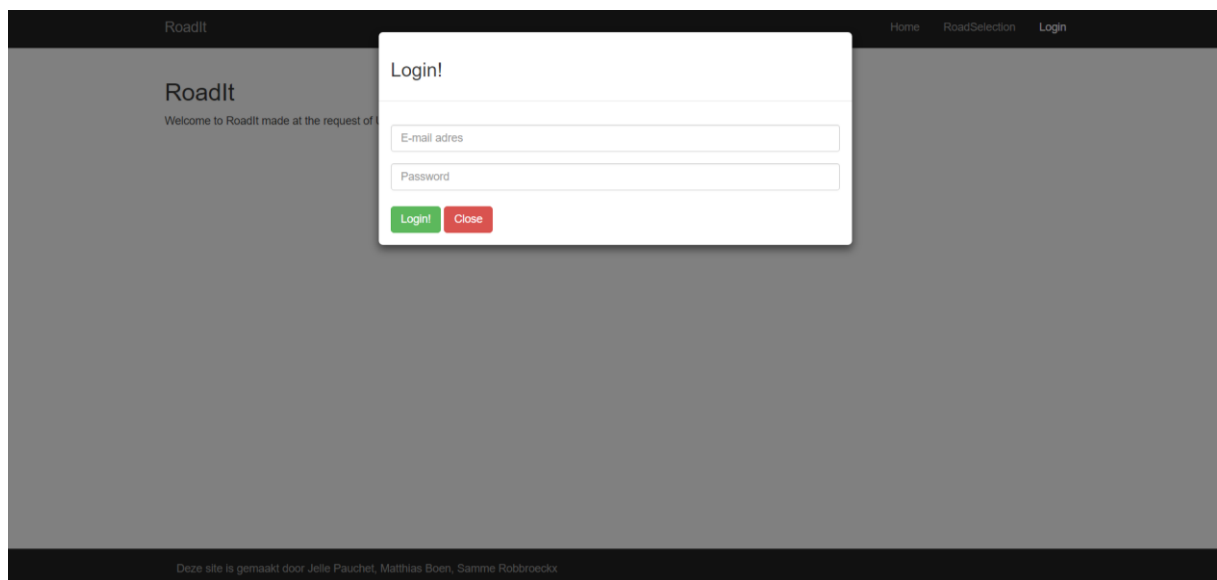 RoadIt
Home RoadSelection Login
Login!
RoadIt
Welcome to RoadIt made at the request of
E-mail adres
Password
Login! Close
Deze site is gemaakt door Jelle Pauchet, Matthias Boen, Samme Robbroeckx